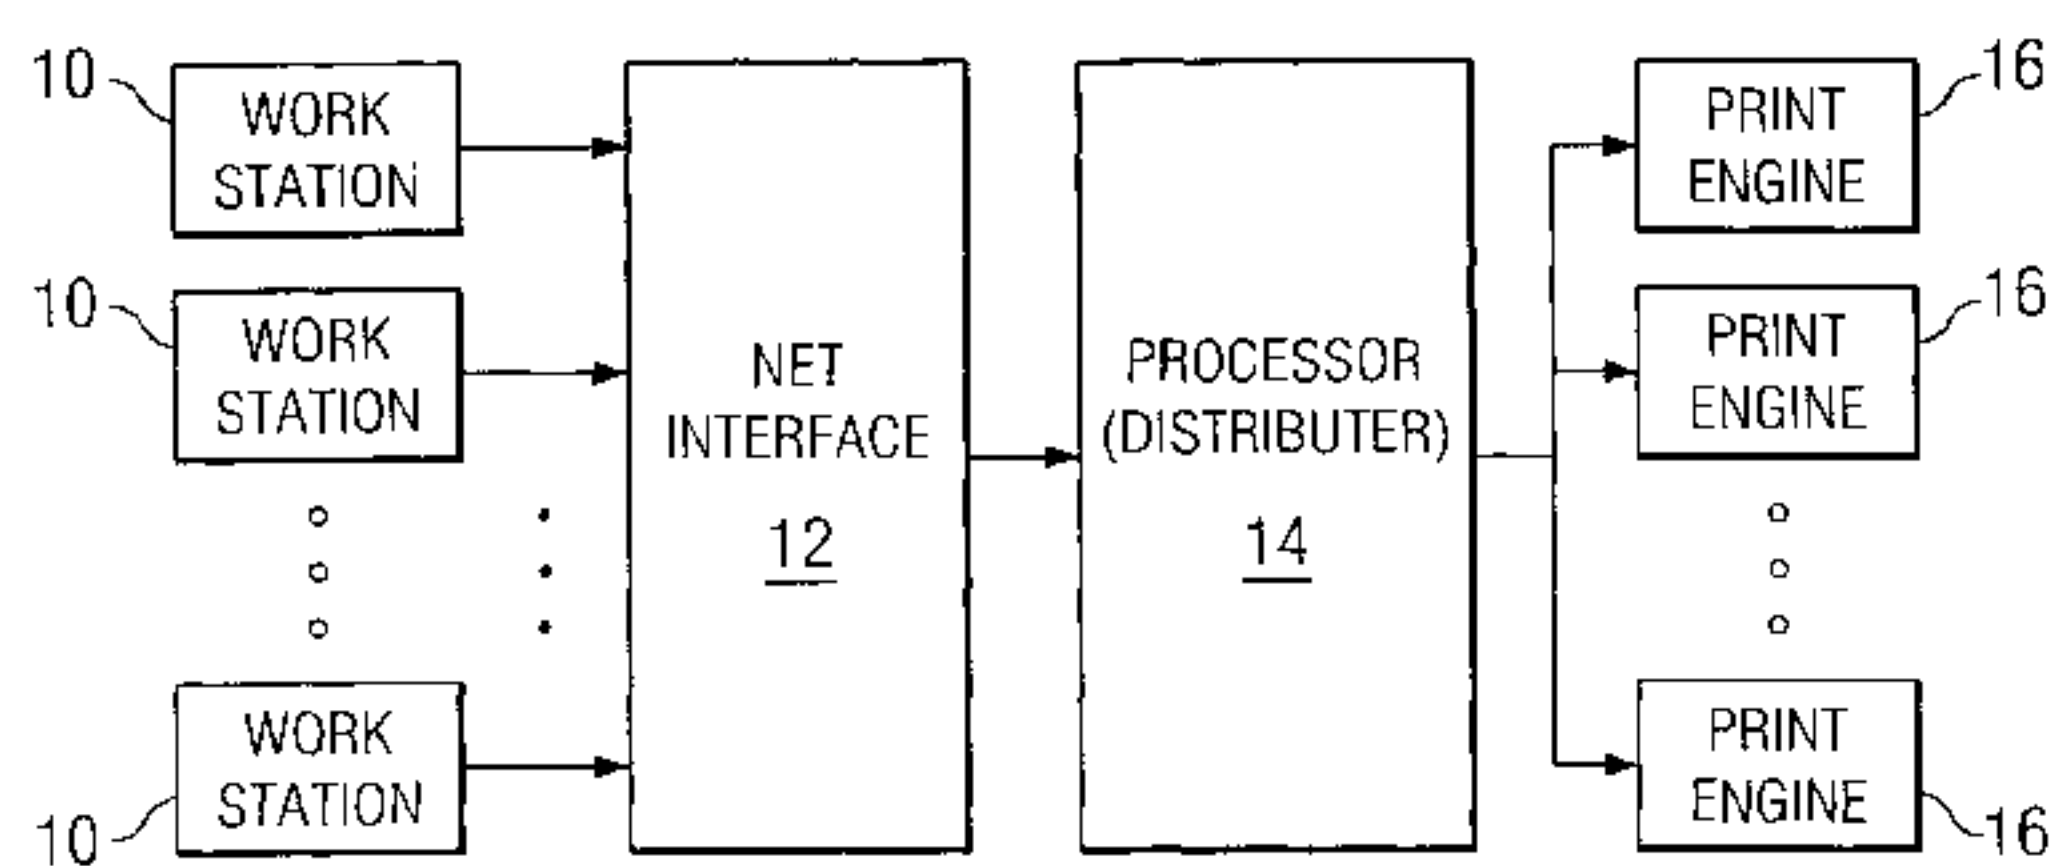 10
WORK
STATION
10
WORK
STATION
WORK
STATION
10
NET
INTERFACE
12
PROCESSOR
(DISTRIBUTER)
14
PRINT
ENGINE
16
PRINT
ENGINE
16
PRINT
ENGINE
16